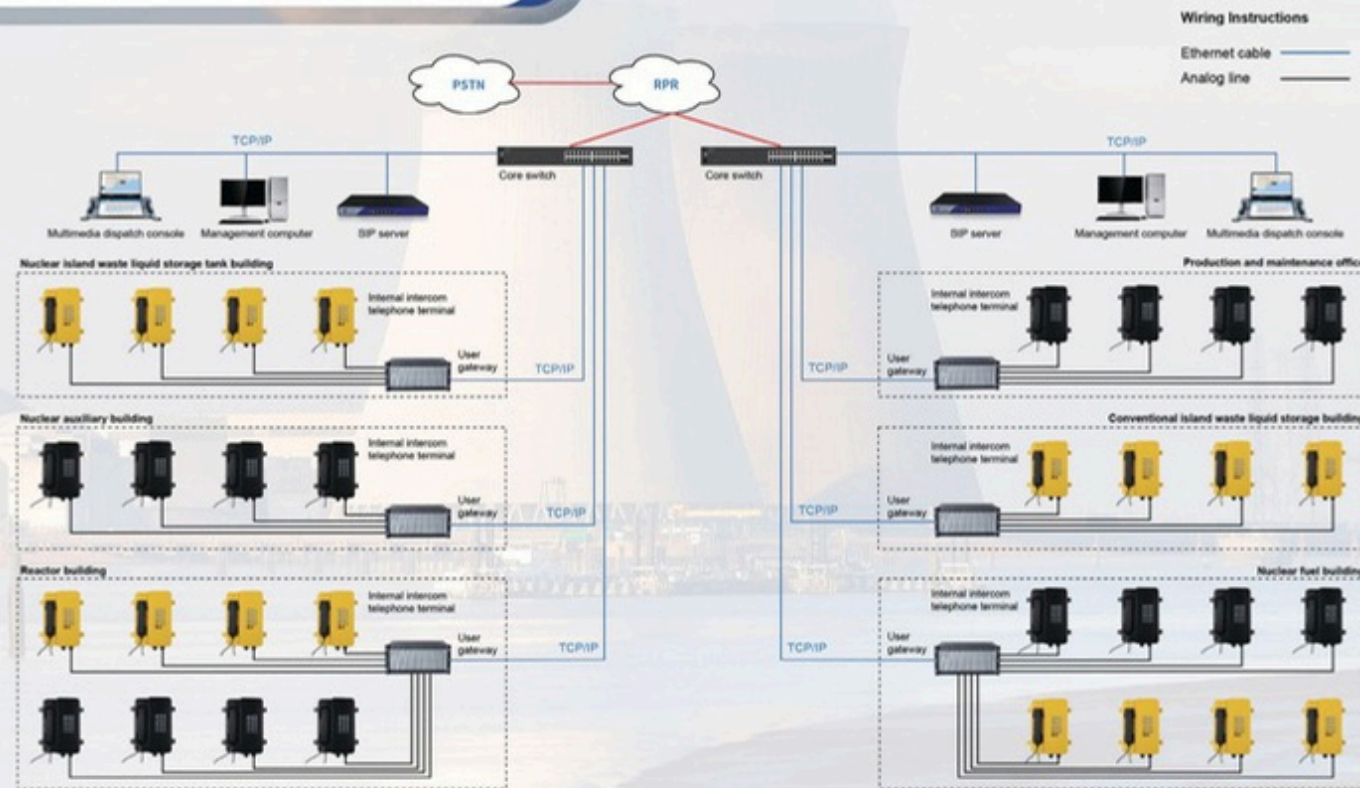 Wiring Instructions
Ethernet cable
Analog line
PSTN
RPR
TCP/IP
TCP/IP
Core switch
Core switch
Multimedia dispatch console
Management computer
SIP server
SIP server
Management computer
Multimedia dispatch console
Nuclear island waste liquid storage tank building
Internal intercom
telephone terminal
User
gateway
TCP/IP
Production and maintenance office
Internal intercom
telephone terminal
User
gateway
TCP/IP
Nuclear auxiliary building
Internal intercom
telephone terminal
User
gateway
TCP/IP
Conventional island waste liquid storage building
Internal intercom
telephone terminal
User
gateway
TCP/IP
Reactor building
Internal intercom
telephone terminal
User
gateway
TCP/IP
Nuclear fuel building
Internal intercom
telephone terminal
User
gateway
TCP/IP